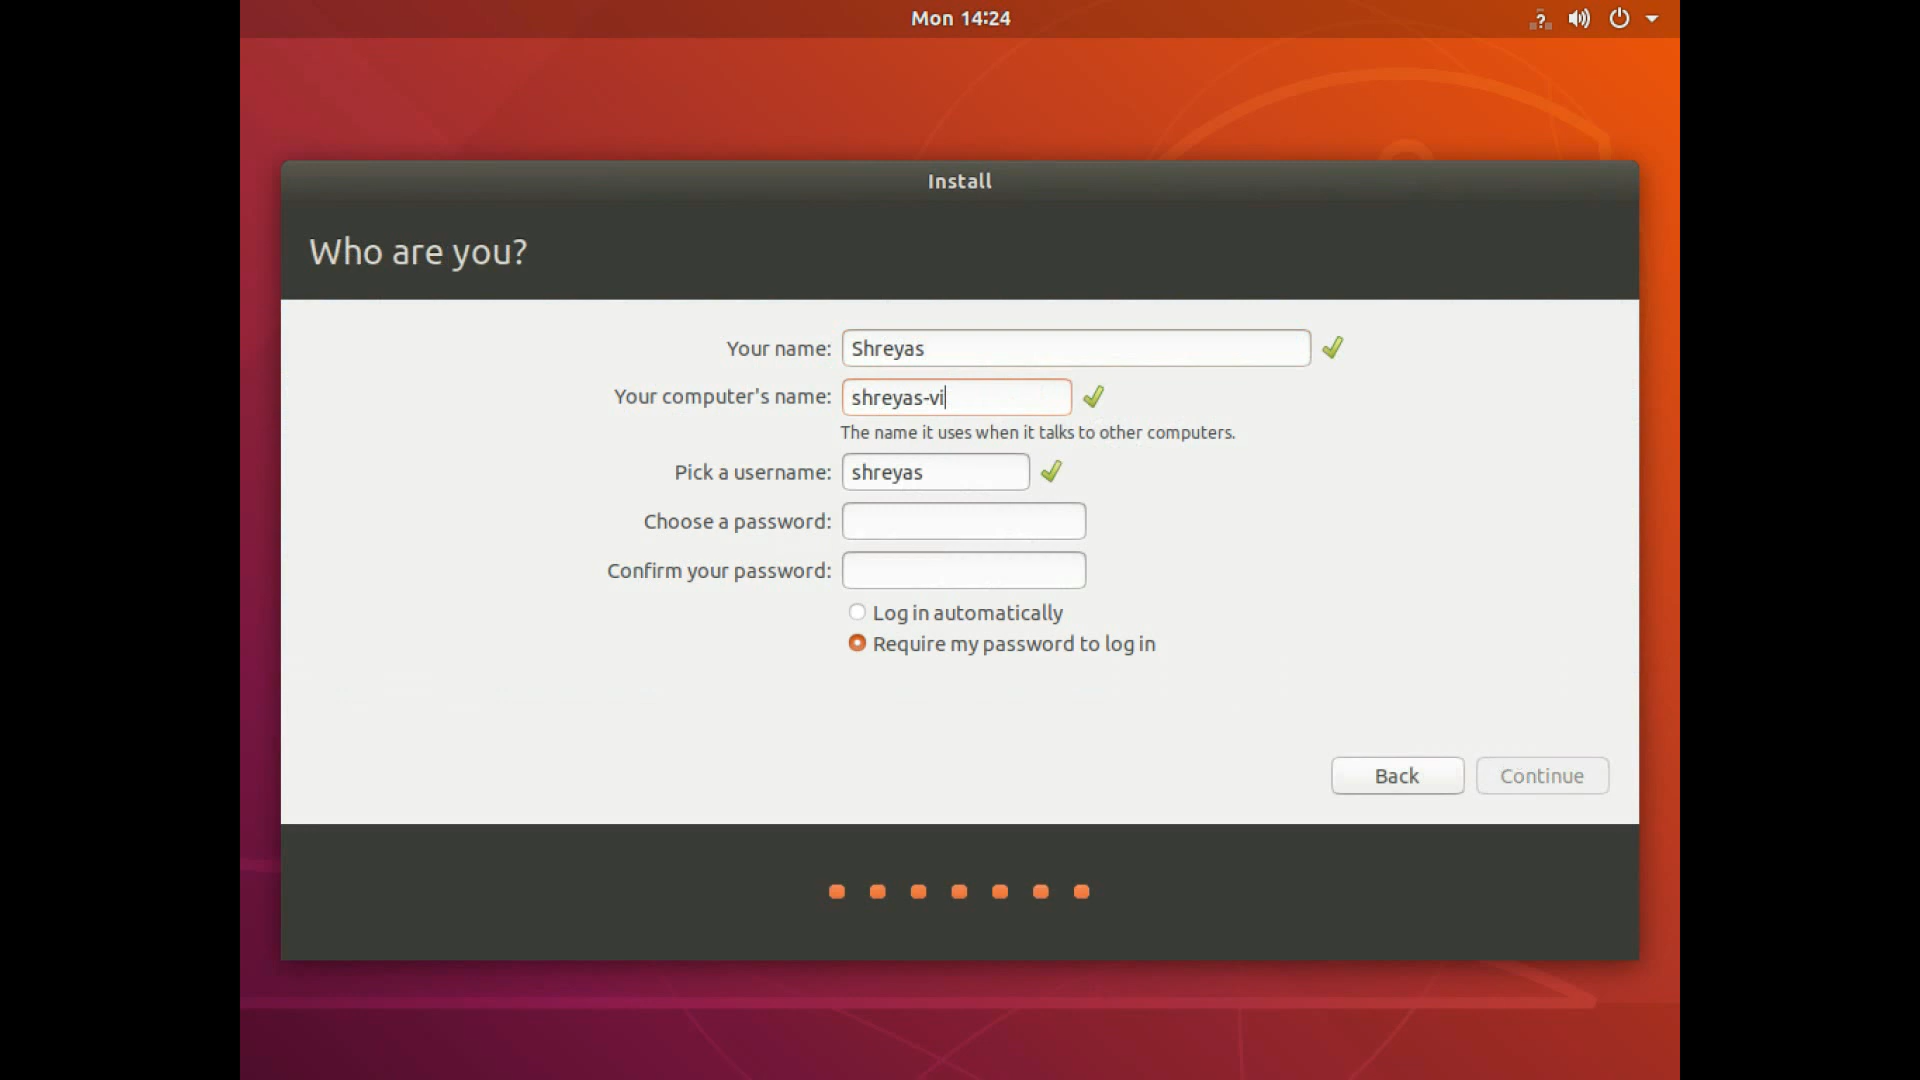 Mon 14:24
Install
Who are you?
Your name: Shreyas
Your computer's name: shreyas-vi
The name it uses when it talks to other computers.
Pick a username: shreyas
Choose a password:
Confirm your password:
Log in automatically
Require my password to log in
Back Continue